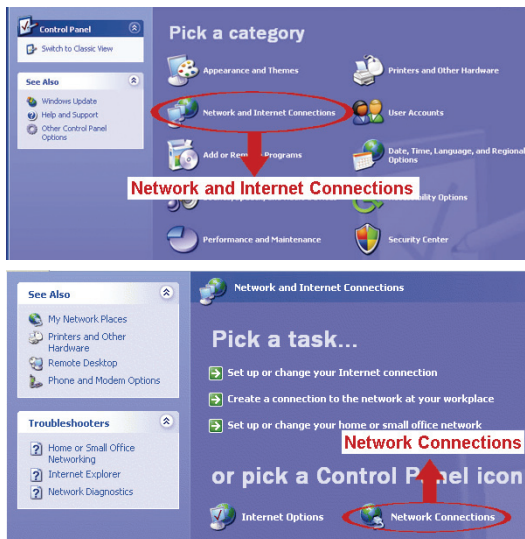 Control Panel
Switch to Classic View
See Also
Windows Update
Help and Support
Other Control Panel
Options
Pick a category
Appearance and Themes
Printers and Other Hardware
Network and Internet Connections
User Accounts
Add or Programs
Date, Time, Language, and Regional
Options
Network and Internet Connections
Options
Performance and Maintenance
Security Center
See Also
My Network Places
Printers and Other
Hardware
Remote Desktop
Phone and Modem Options
Troubleshooters
Home or Small Office
Networking
Internet Explorer
Network Diagnostics
Network and Internet Connections
Pick a task...
Set up or change your Internet connection
Create a connection to the network at your workplace
Set up or change your home or small office network
Network Connections
or pick a Control Panel icon
Internet Options
Network Connections